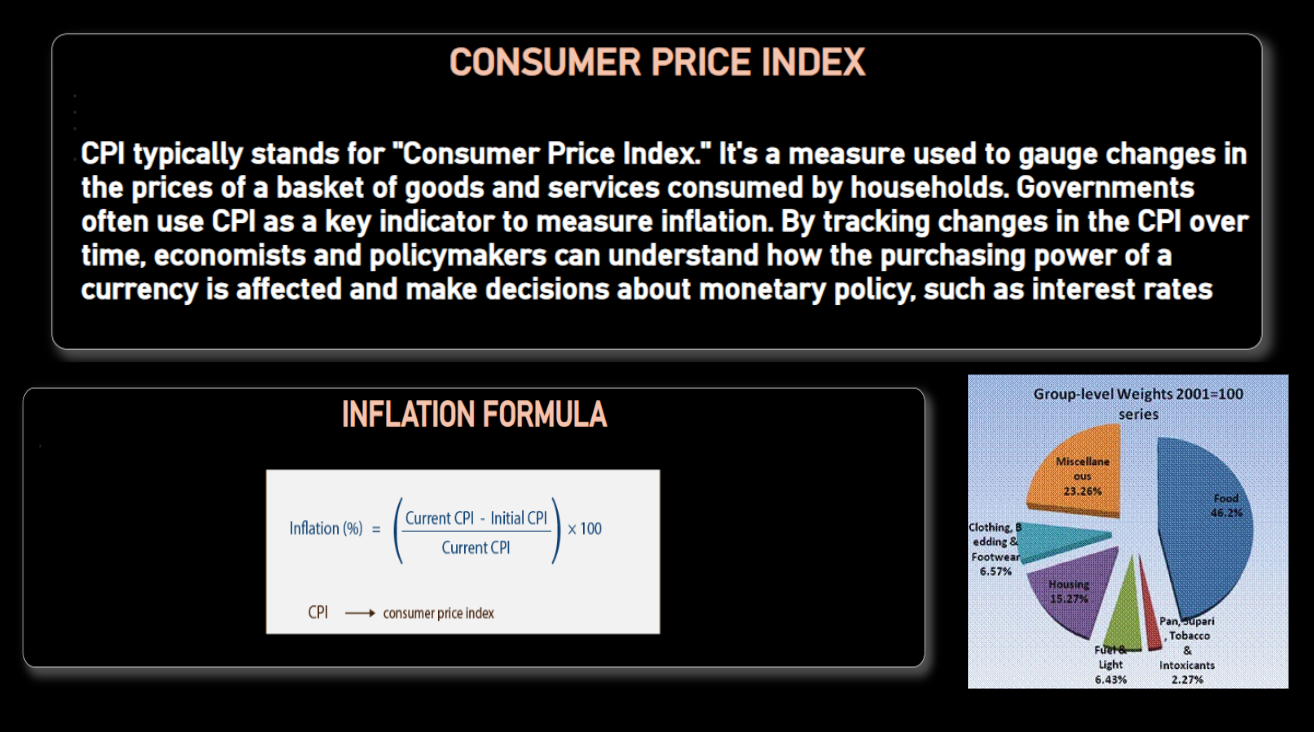 CONSUMER PRICE INDEX
CPI typically stands for "Consumer Price Index." It's a measure used to gauge changes in
the prices of a basket of goods and services consumed by households. Governments
often use CPI as a key indicator to measure inflation. By tracking changes in the CPI over
time, economists and policymakers can understand how the purchasing power of a
currency is affected and make decisions about monetary policy, such as interest rates
INFLATION FORMULA
Inflation (%) = ( Current CPI - Initial CPI
Current CPI ) × 100
CPI ⟶ consumer price index
Group-level Weights 2001=100
series
Miscellane
ous
23.26%
Food
46.2%
Clothing, B
edding &
Footwear
6.57%
Housing
15.27%
Pan, Supari
, Tobacco
&
Intoxicants
2.27%
Fuel &
Light
6.43%